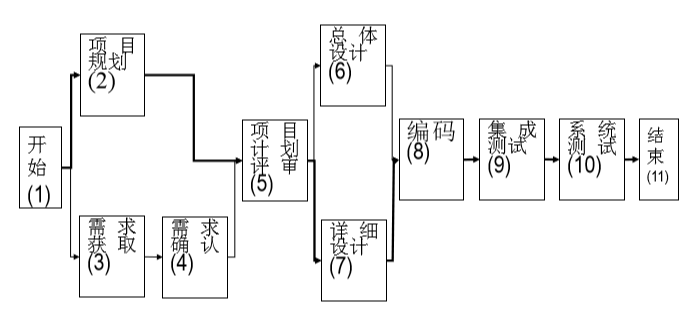 开
始
(1)
项目
规划
(2)
需求
获取
(3)
需求
确认
(4)
项目
计划
评审
(5)
总体
设计
(6)
详细
设计
(7)
编码
(8)
集成
测试
(9)
系统
测试
(10)
结
束
(11)